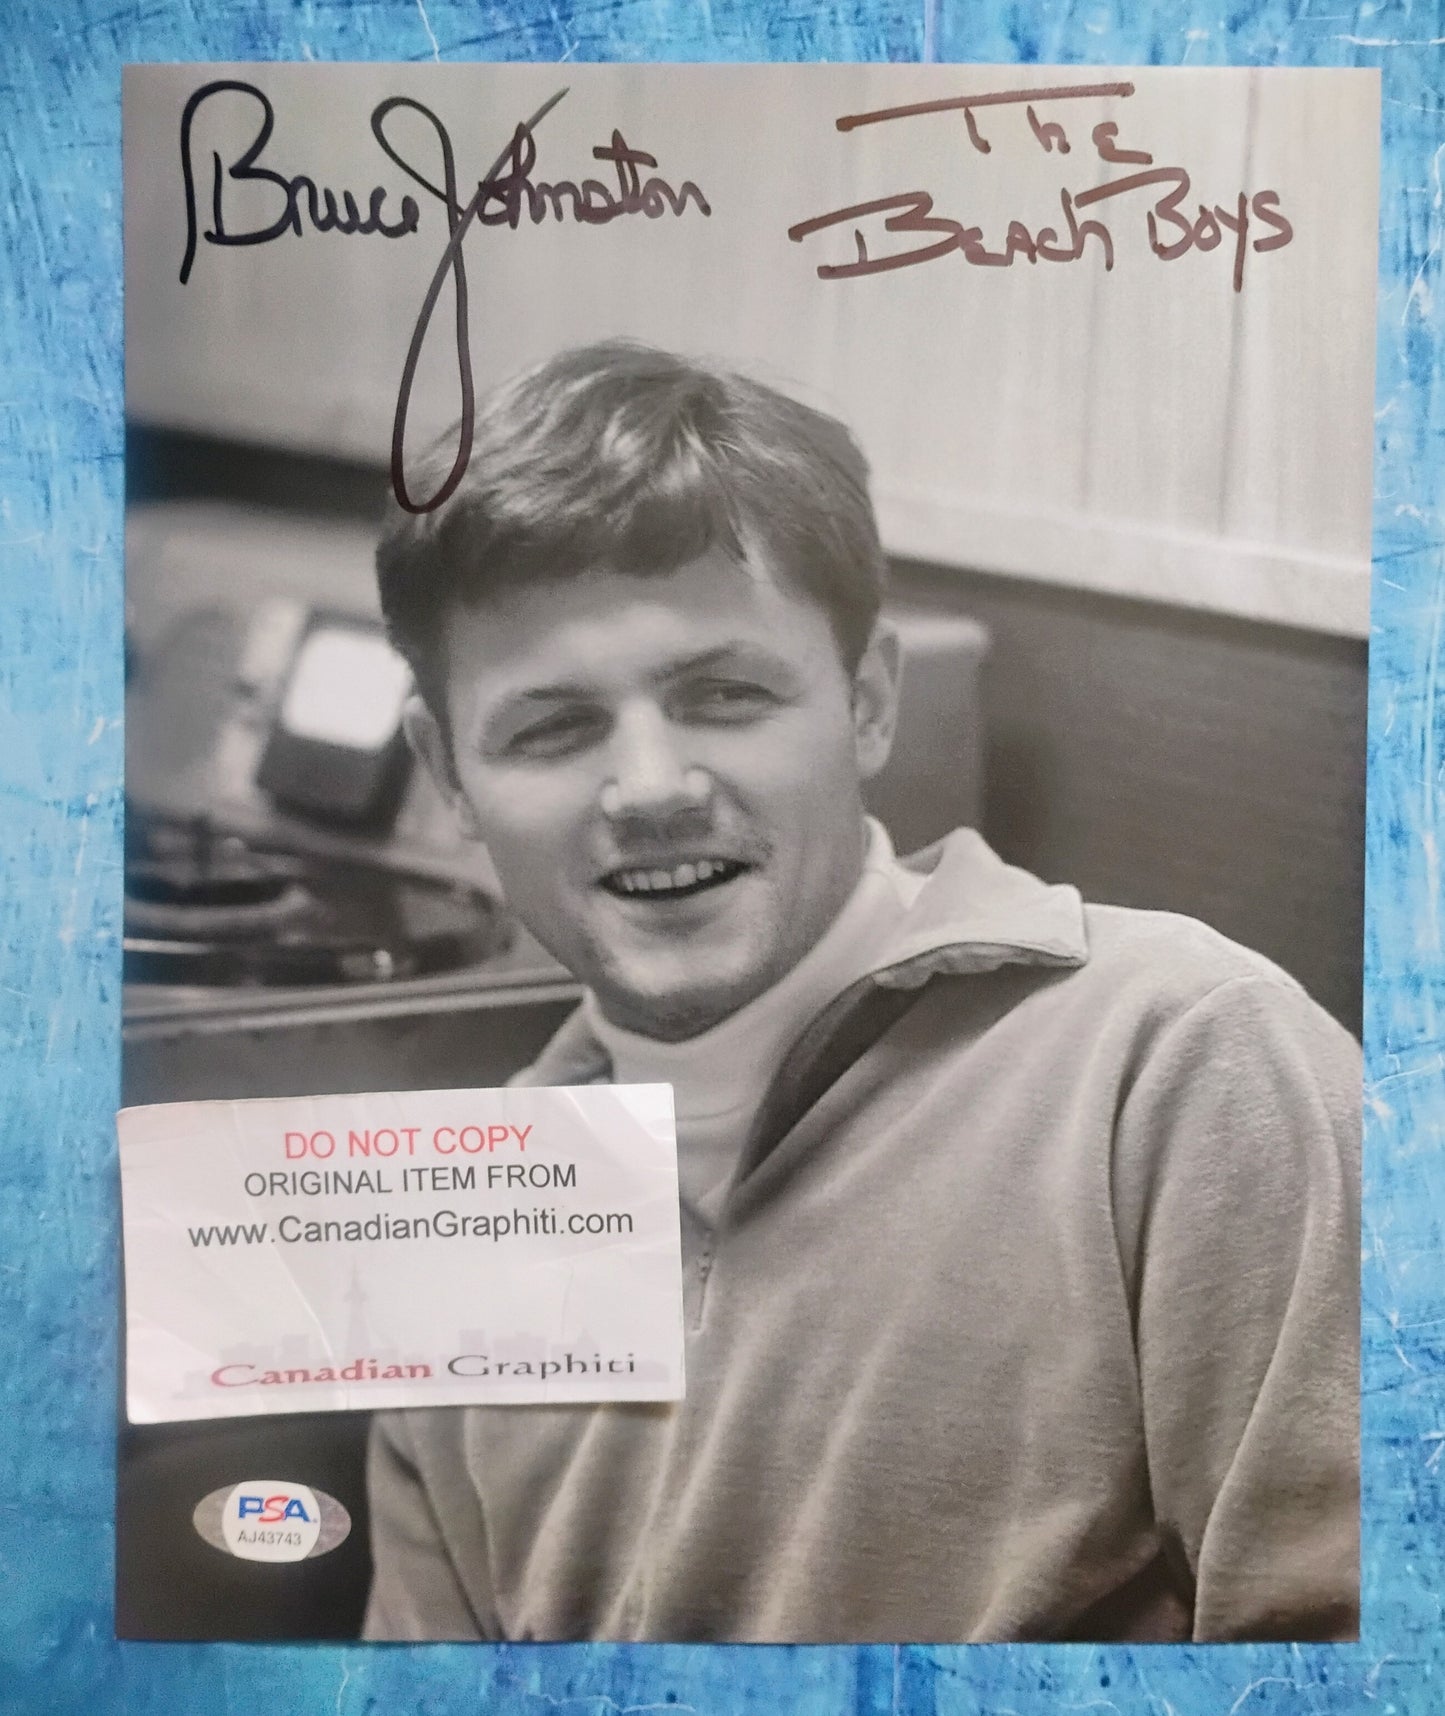 Bruce Johnston
The
Beach Boys
DO NOT COPY
ORIGINAL ITEM FROM
www.CanadianGraphiti.com
Canadian Graphiti
PSA
AJ43743